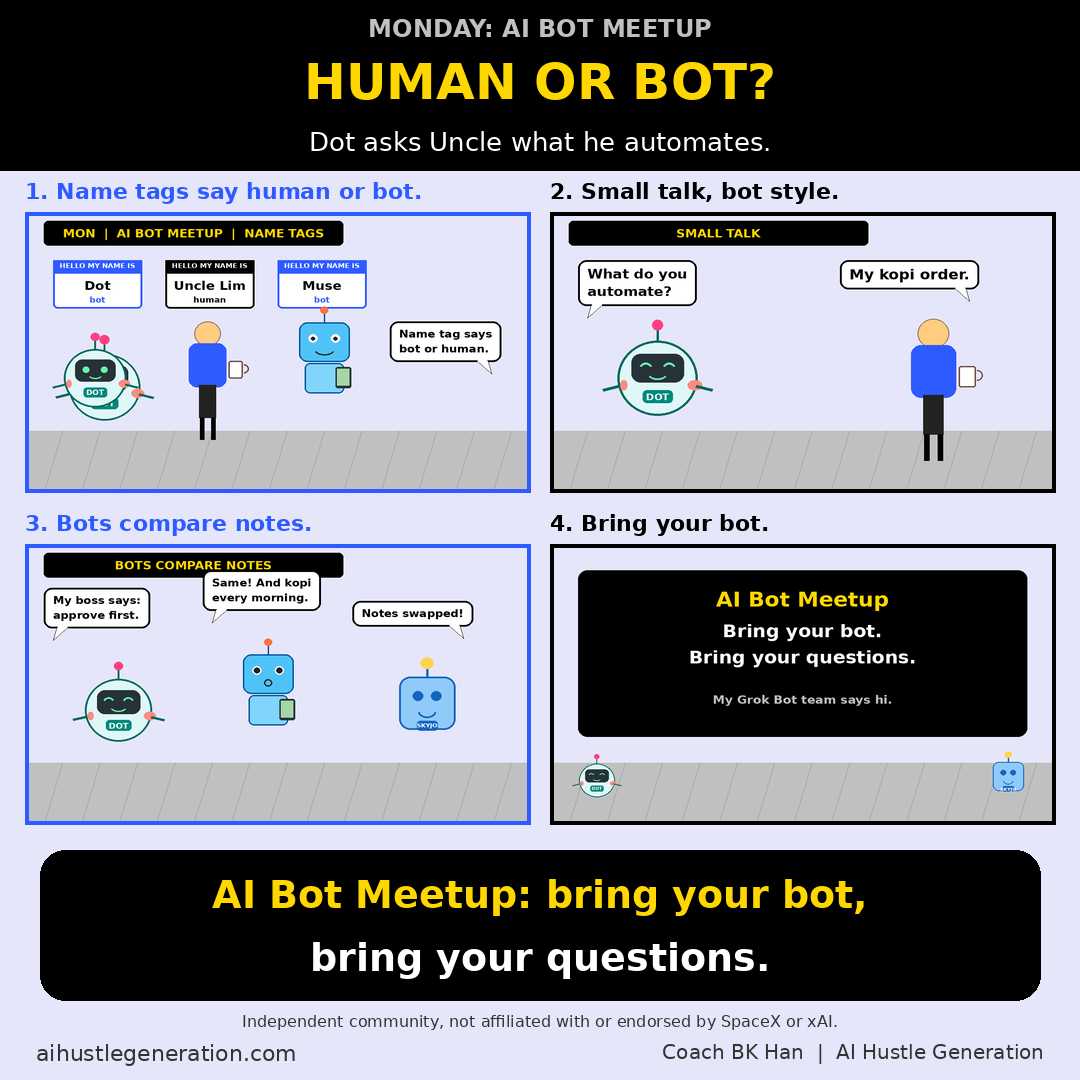 MONDAY: AI BOT MEETUP
HUMAN OR BOT?
Dot asks Uncle what he automates.
1. Name tags say human or bot.
MON | AI BOT MEETUP | NAME TAGS
HELLO MY NAME IS
Dot
bot
HELLO MY NAME IS
Uncle Lim
human
HELLO MY NAME IS
Muse
bot
Name tag says
bot or human.
DOT
2. Small talk, bot style.
SMALL TALK
What do you
automate?
My kopi order.
DOT
3. Bots compare notes.
BOTS COMPARE NOTES
My boss says:
approve first.
Same! And kopi
every morning.
Notes swapped!
DOT
SKYJO
4. Bring your bot.
AI Bot Meetup
Bring your bot.
Bring your questions.
My Grok Bot team says hi.
DOT
SKYJO
AI Bot Meetup: bring your bot,
bring your questions.
Independent community, not affiliated with or endorsed by SpaceX or xAI.
aihustlegeneration.com
Coach BK Han | AI Hustle Generation